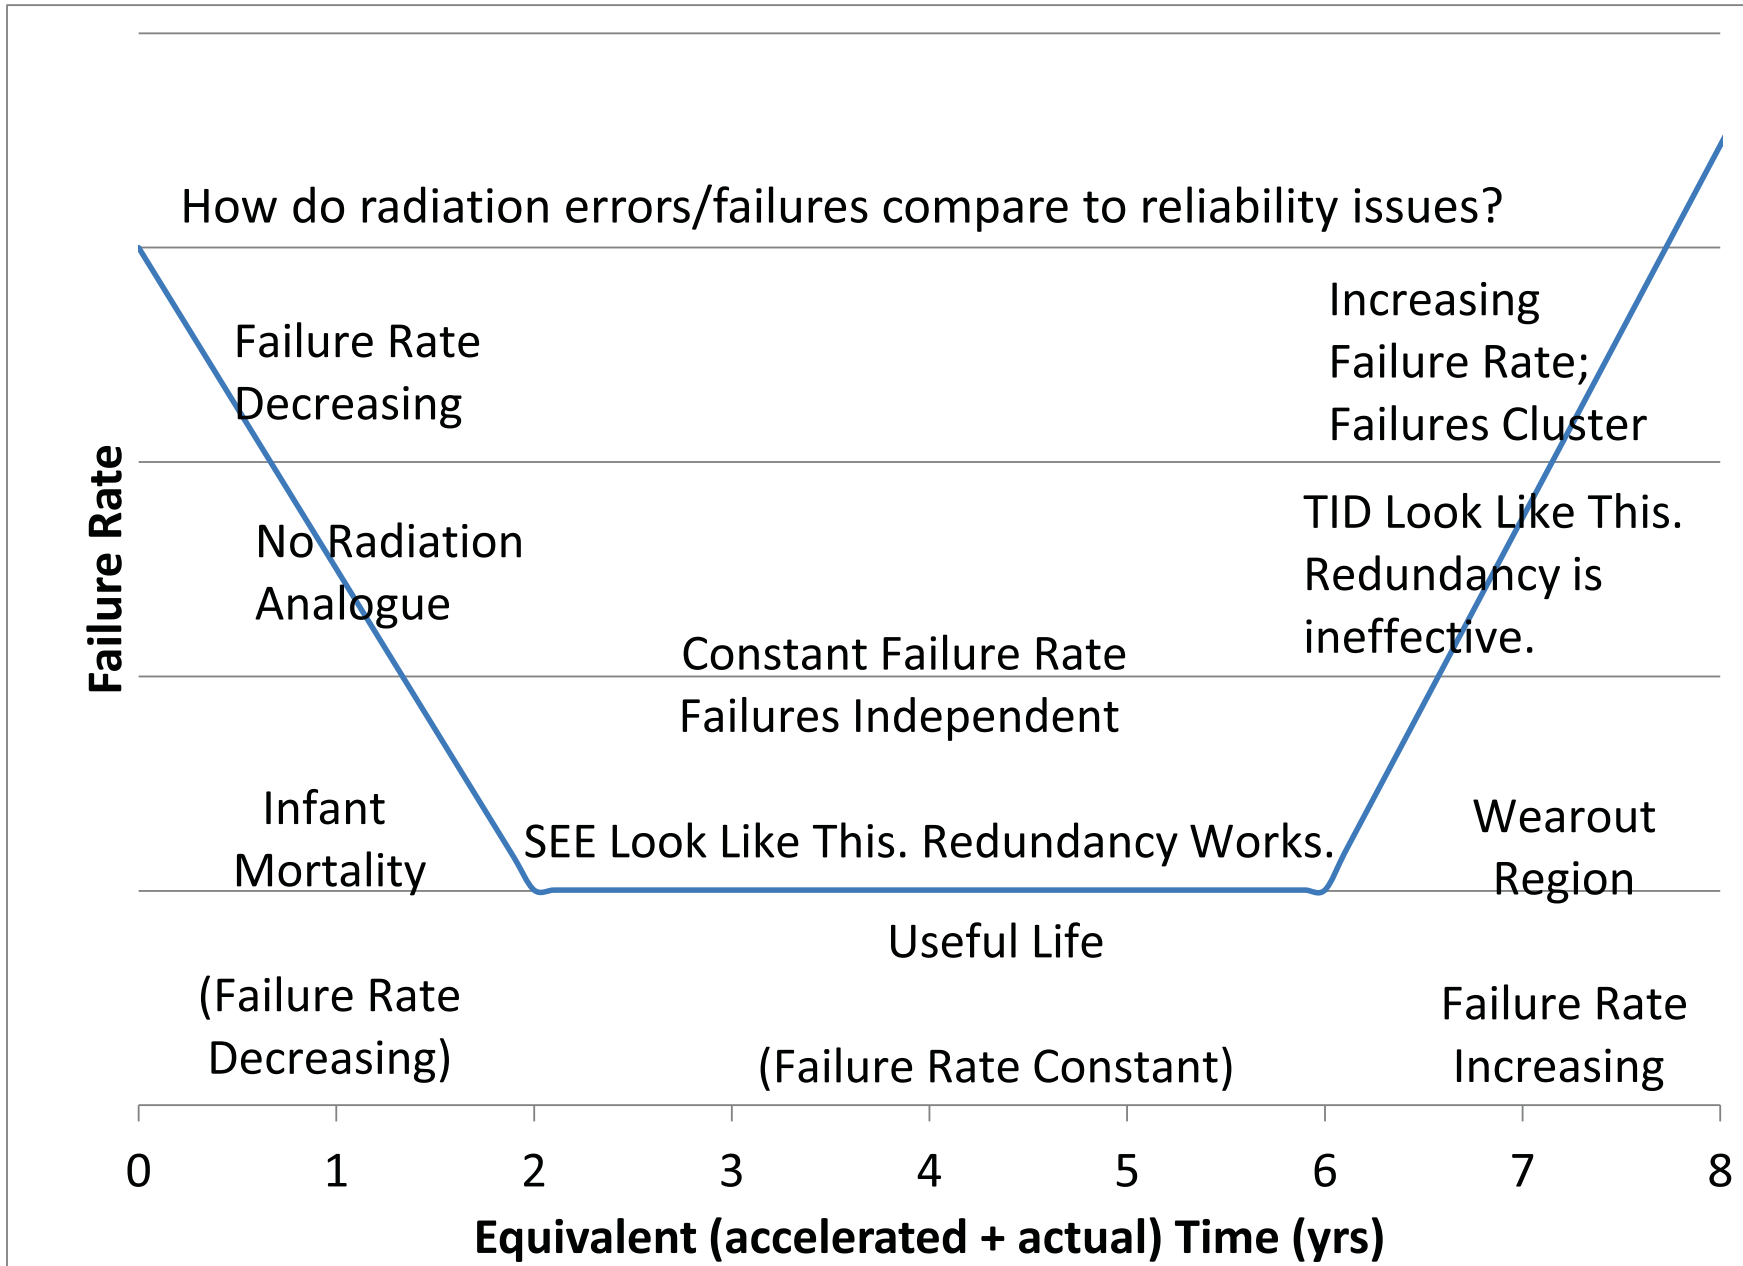 How do radiation errors/failures compare to reliability issues?
Failure Rate
Decreasing
No Radiation
Analogue
Infant
Mortality
(Failure Rate
Decreasing)
Constant Failure Rate
Failures Independent
SEE Look Like This. Redundancy Works.
Useful Life
(Failure Rate Constant)
Increasing
Failure Rate;
Failures Cluster
TID Look Like This.
Redundancy is
ineffective.
Wearout
Region
Failure Rate
Increasing
Failure Rate
0 1 2 3 4 5 6 7 8
Equivalent (accelerated + actual) Time (yrs)